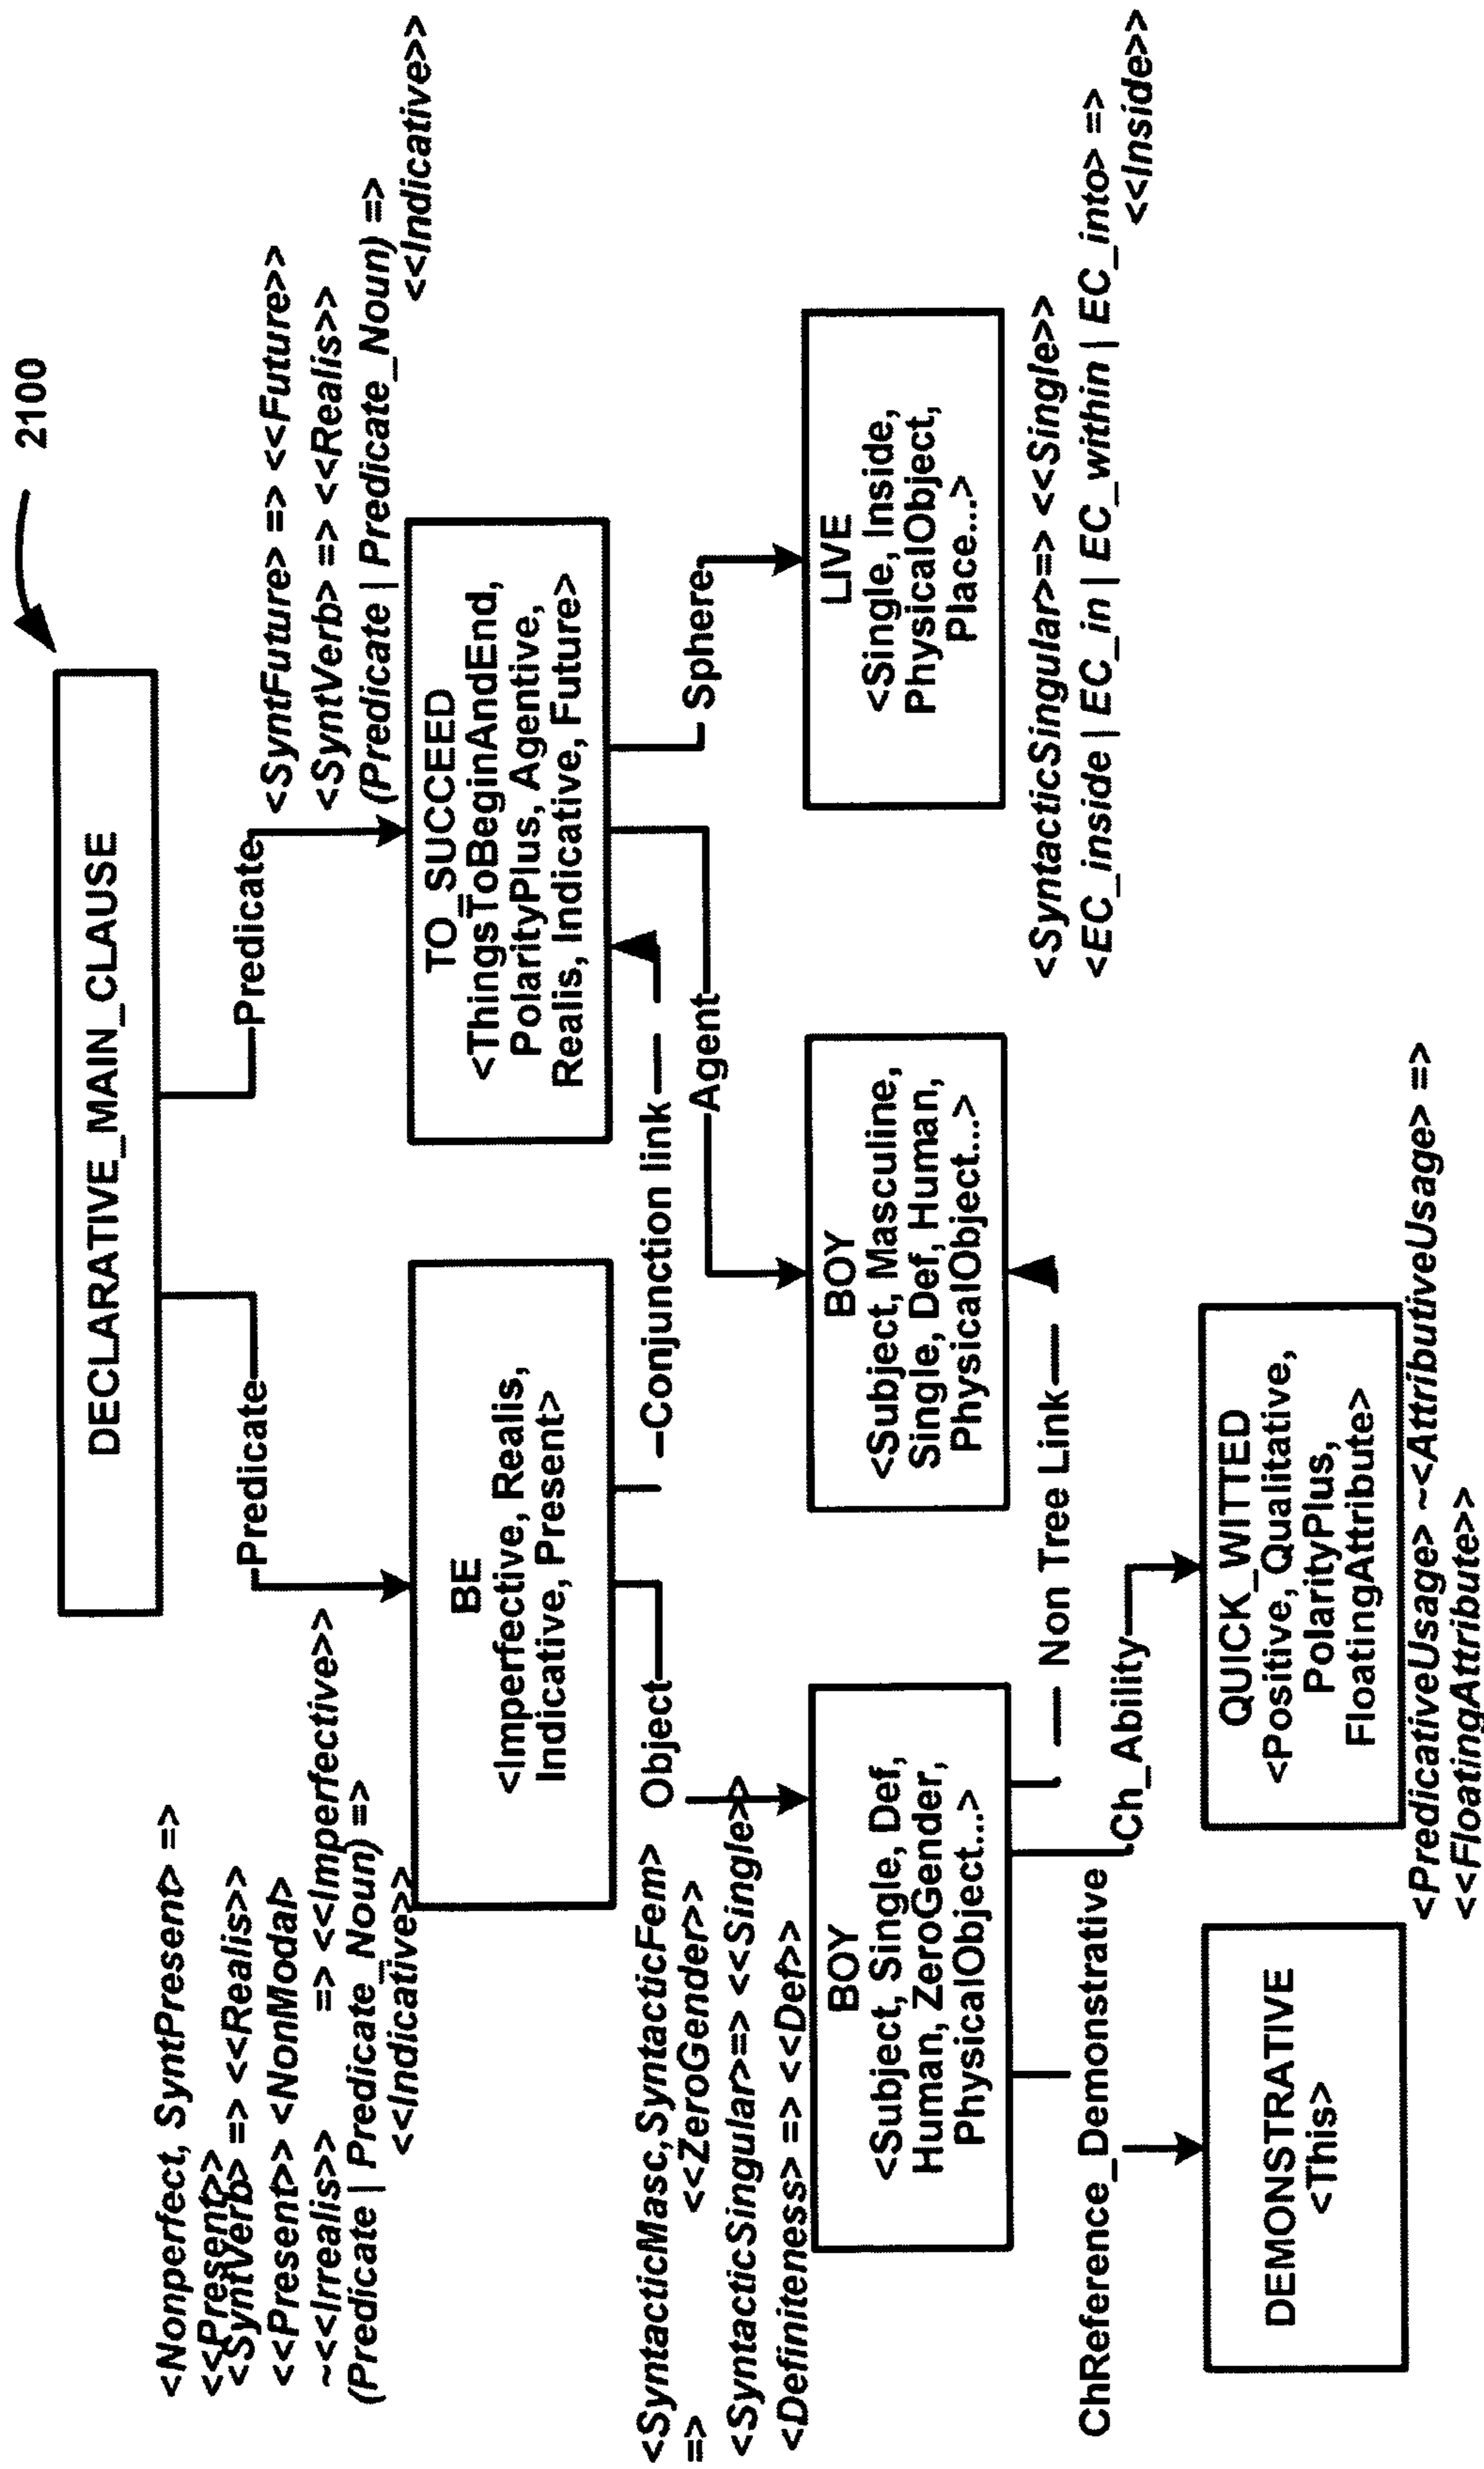 2100
DECLARATIVE_MAIN_CLAUSE
Predicate
Predicate
<Nonperfect, SyntPresent> =>
<<Present>>
<SyntVerb> => <<Realis>>
<<Present>> <NonModal>
~<<Irrealis>> => <<Imperfective>>
(Predicate | Predicate_Noun) =>
<<Indicative>>
<SyntFuture> => <<Future>>
<SyntVerb> => <<Realis>>
(Predicate | Predicate_Noun) =>
<<Indicative>>
BE
<Imperfective, Realis,
Indicative, Present>
TO_SUCCEED
<ThingsToBeginAndEnd,
PolarityPlus, Agentive,
Realis, Indicative, Future>
Object
Conjunction link
Agent
Sphere
<SyntacticMasc,SyntacticFem>
=> <<ZeroGender>>
<SyntacticSingular>=> <<Single>>
<Definiteness> => <<Def>>
BOY
<Subject, Single, Def,
Human, ZeroGender,
PhysicalObject...>
BOY
<Subject, Masculine,
Single, Def, Human,
PhysicalObject...>
LIVE
<Single, Inside,
PhysicalObject,
Place...>
<SyntacticSingular>=> <<Single>>
<EC_inside | EC_in | EC_within | EC_into> =>
<<Inside>>
Non Tree Link
ChReference_Demonstrative
Ch_Ability
DEMONSTRATIVE
<This>
QUICK_WITTED
<Positive, Qualitative,
PolarityPlus,
FloatingAttribute>
<PredicativeUsage> ~<AttributiveUsage> =>
<<FloatingAttribute>>